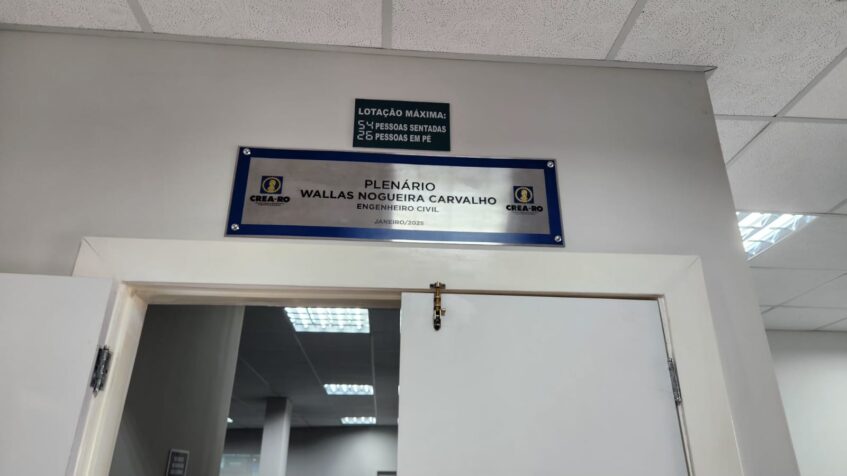 LOTAÇÃO MÁXIMA:
54 PESSOAS SENTADAS
26 PESSOAS EM PÉ
PLENÁRIO
WALLAS NOGUEIRA CARVALHO
ENGENHEIRO CIVIL
JANEIRO/2025
CREA-RO
CREA-RO